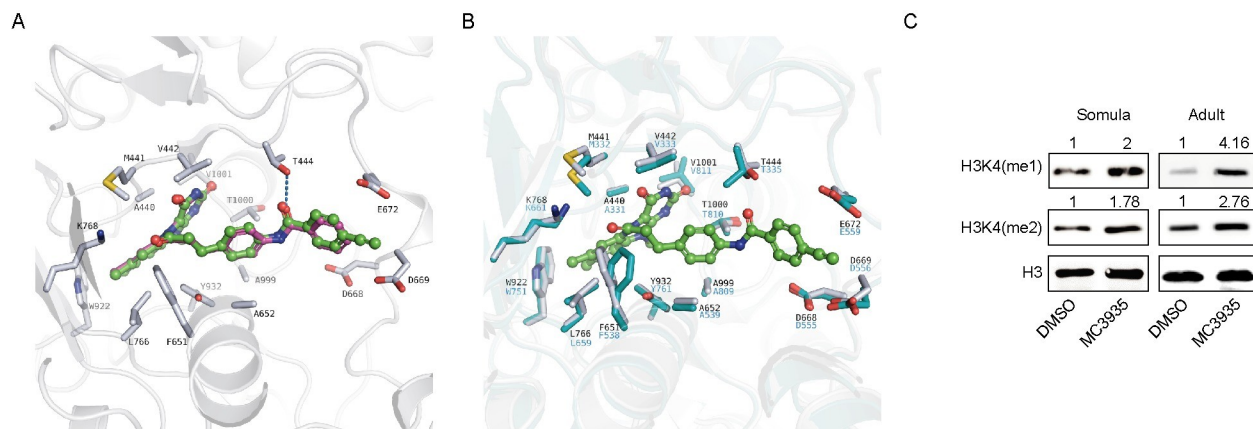 A
B
C
M441
V442
T444
V1001
A440
T1000
K768
E672
D669
D668
A999
Y932
W922
A652
L766
F651
M441
M332
V442
V333
V1001
V811
T444
T335
K768
K661
A440
A331
T1000
T810
E672
E559
D669
D556
W922
W751
Y932
Y761
A999
A809
A652
A539
D668
D555
L766
L659
F651
F538
Somula Adult
1 2 1 4.16
H3K4(me1)
1 1.78 1 2.76
H3K4(me2)
H3
DMSO MC3935 DMSO MC3935